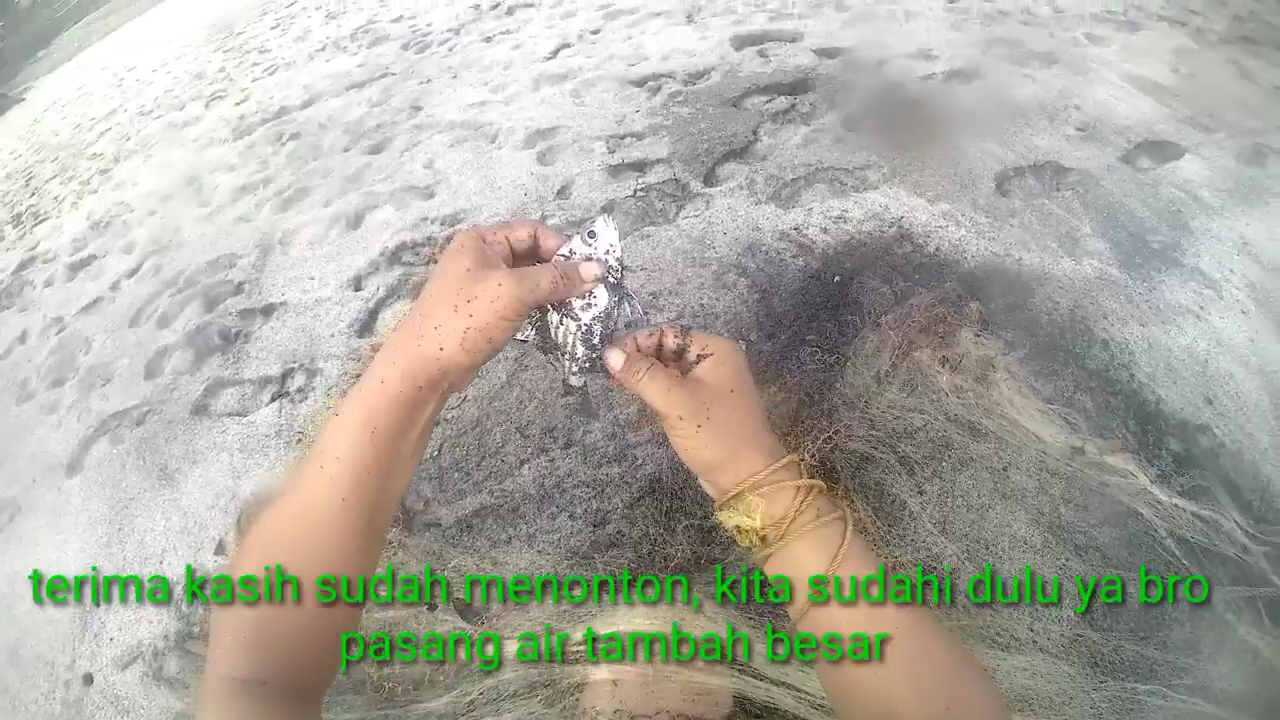 terima kasih sudah menonton, kita sudahi dulu ya bro
pasang air tambah besar